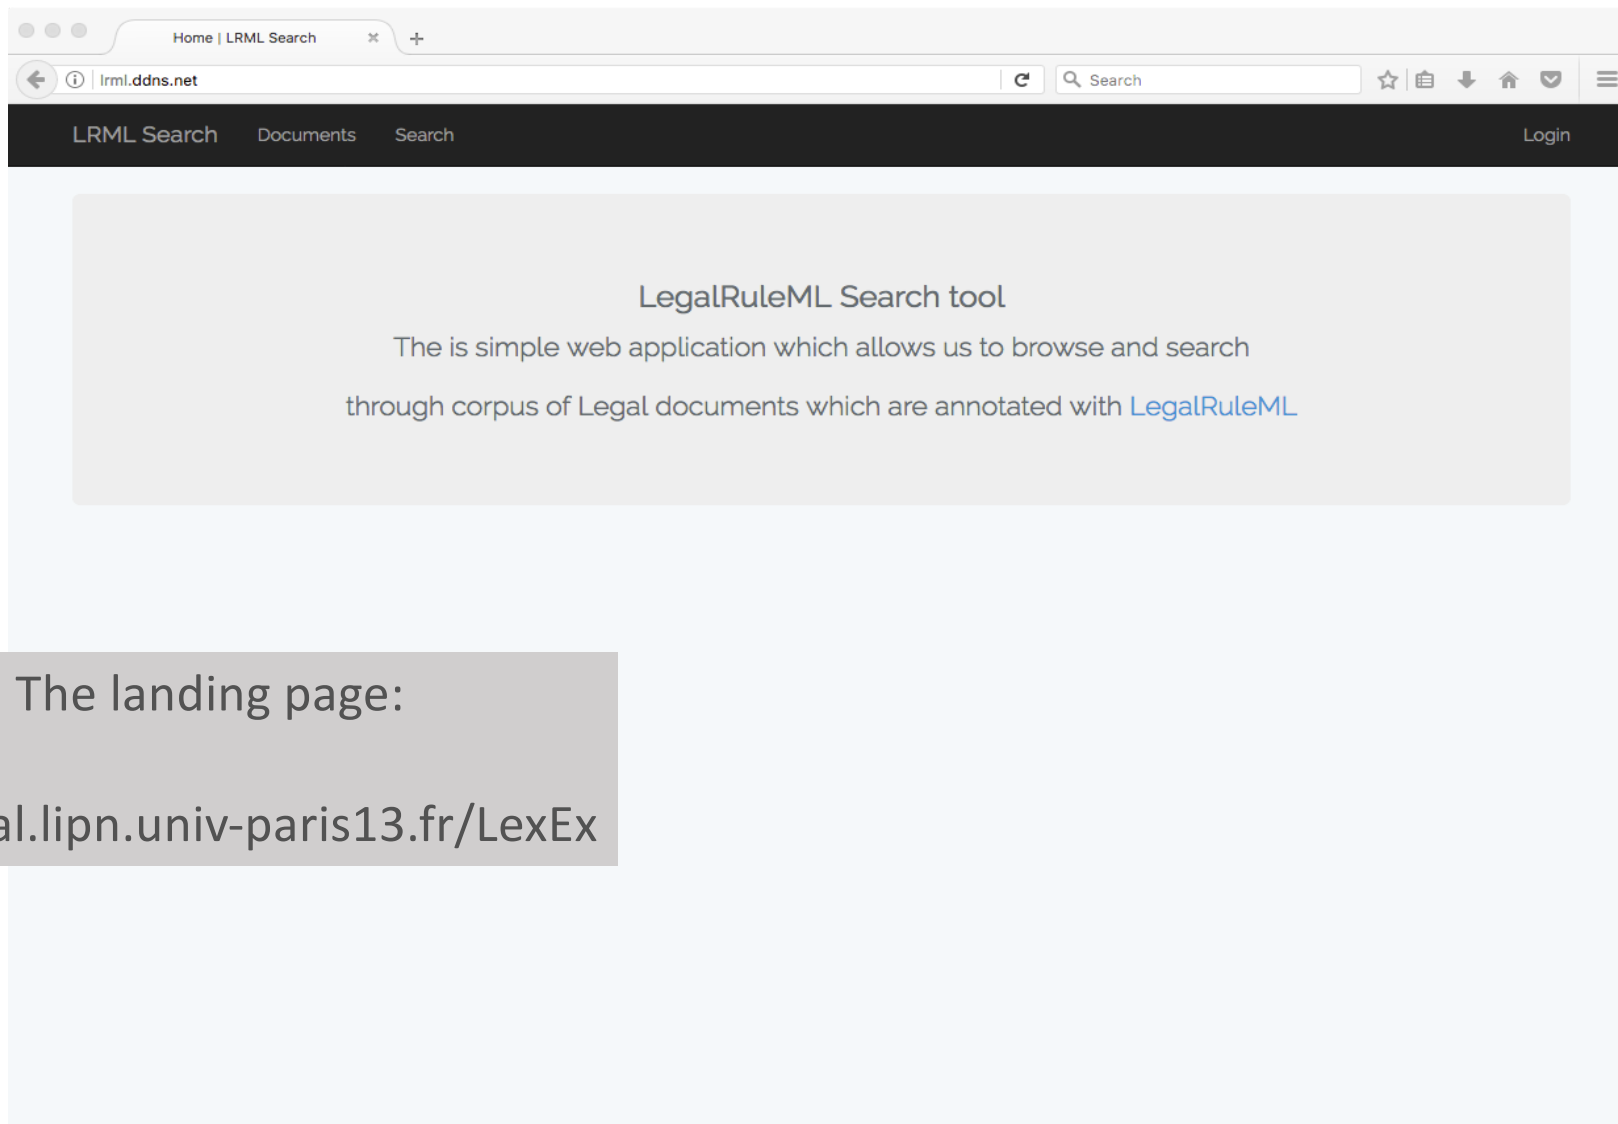 Home | LRML Search
lrml.ddns.net
Search
LRML Search Documents Search Login
LegalRuleML Search tool
The is simple web application which allows us to browse and search
through corpus of Legal documents which are annotated with LegalRuleML
The landing page:
al.lipn.univ-paris13.fr/LexEx